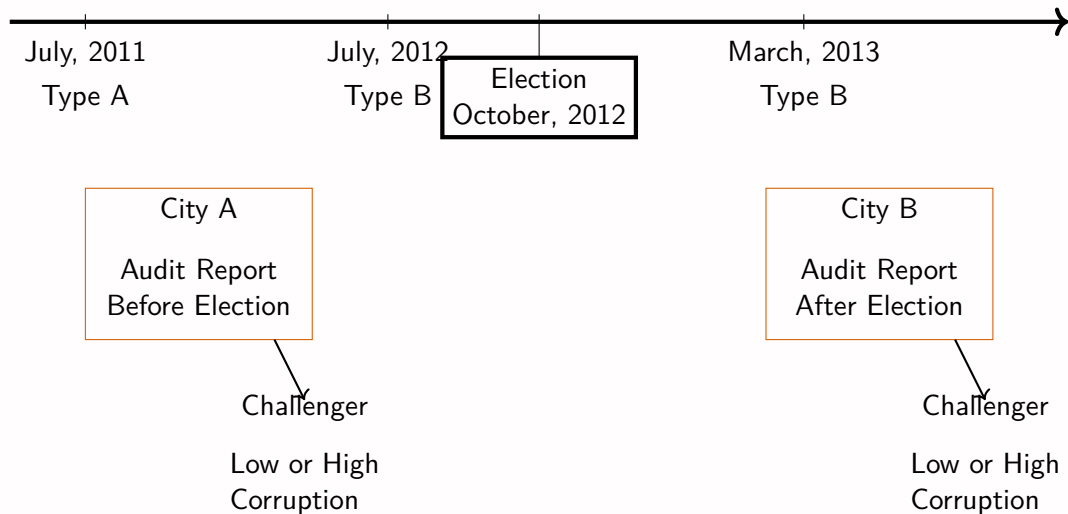 July, 2011
July, 2012
March, 2013
Type A
Type B
Type B
Election
October, 2012
City A
Audit Report
Before Election
City B
Audit Report
After Election
Challenger
Low or High
Corruption
Challenger
Low or High
Corruption